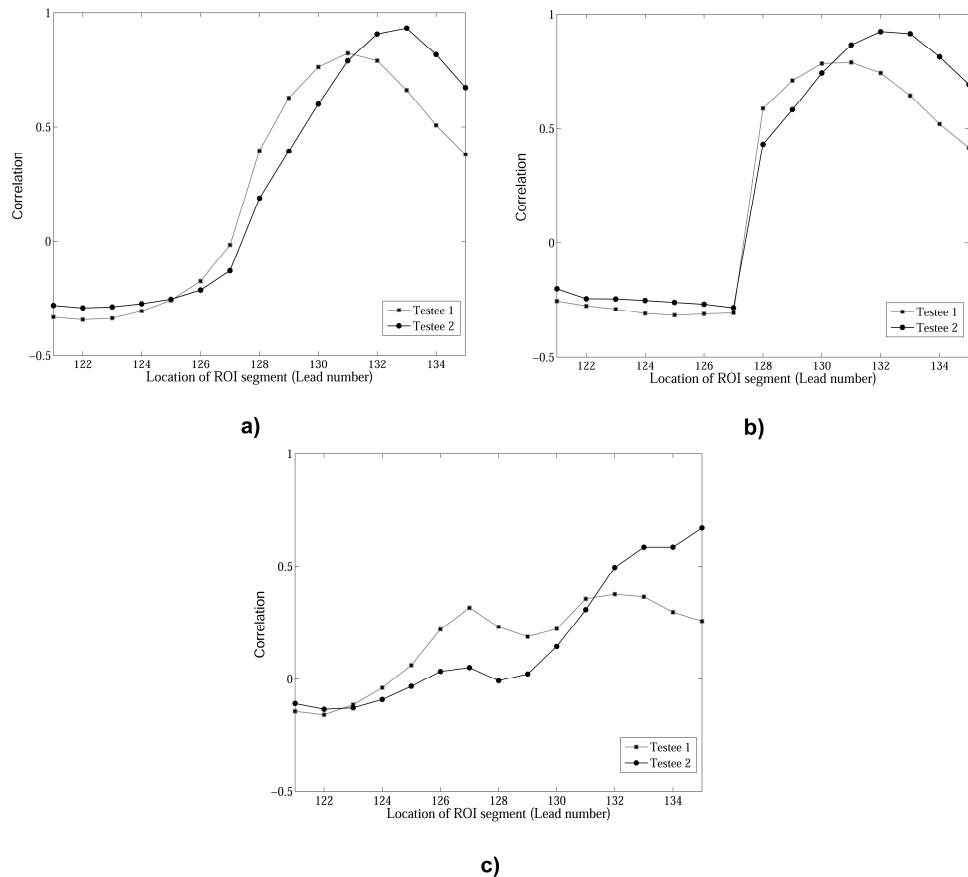 1
0.5
0
−0.5
Correlation
122 124 126 128 130 132 134
Location of ROI segment (Lead number)
Testee 1
Testee 2
a)
1
0.5
0
−0.5
Correlation
122 124 126 128 130 132 134
Location of ROI segment (Lead number)
Testee 1
Testee 2
b)
1
0.5
0
−0.5
Correlation
122 124 126 128 130 132 134
Location of ROI segment (Lead number)
Testee 1
Testee 2
c)